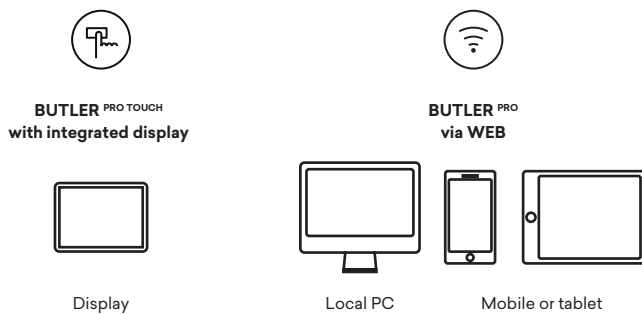 BUTLER PRO TOUCH
with integrated display
BUTLER PRO
via WEB
Display
Local PC
Mobile or tablet